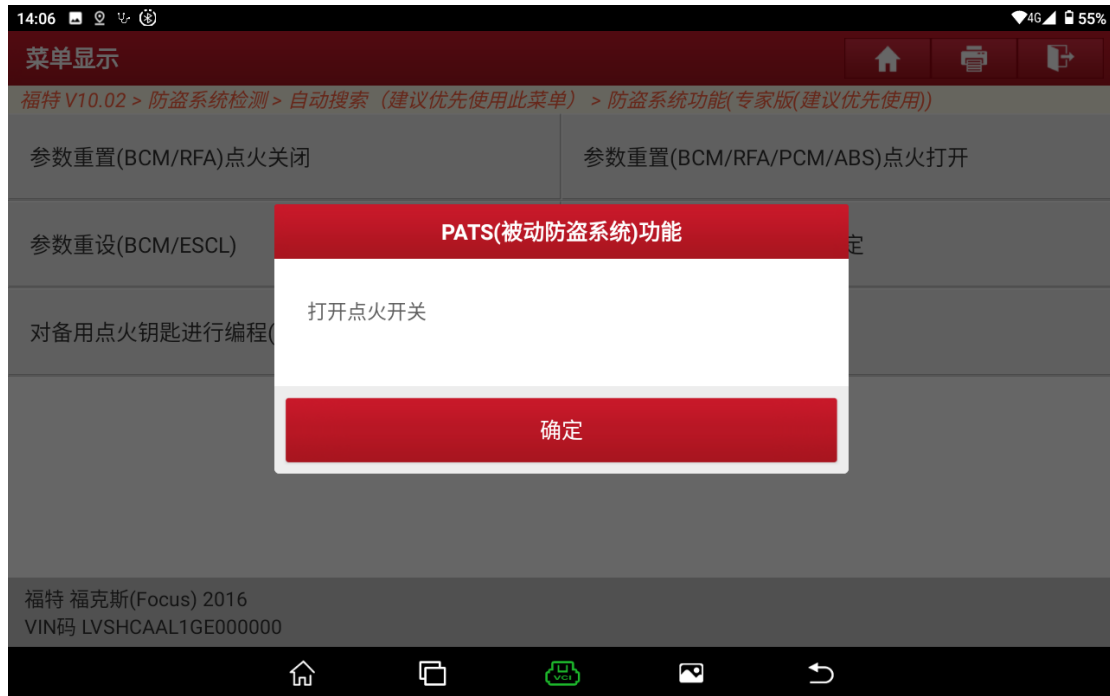 14:06
4G 55%
菜单显示
福特 V10.02 > 防盗系统检测 > 自动搜索（建议优先使用此菜单） > 防盗系统功能(专家版(建议优先使用))
参数重置(BCM/RFA)点火关闭
参数重置(BCM/RFA/PCM/ABS)点火打开
PATS(被动防盗系统)功能
参数重设(BCM/ESCL)
定
打开点火开关
对备用点火钥匙进行编程(
确定
福特 福克斯(Focus) 2016
VIN码 LVSHCAAL1GE000000
VCI